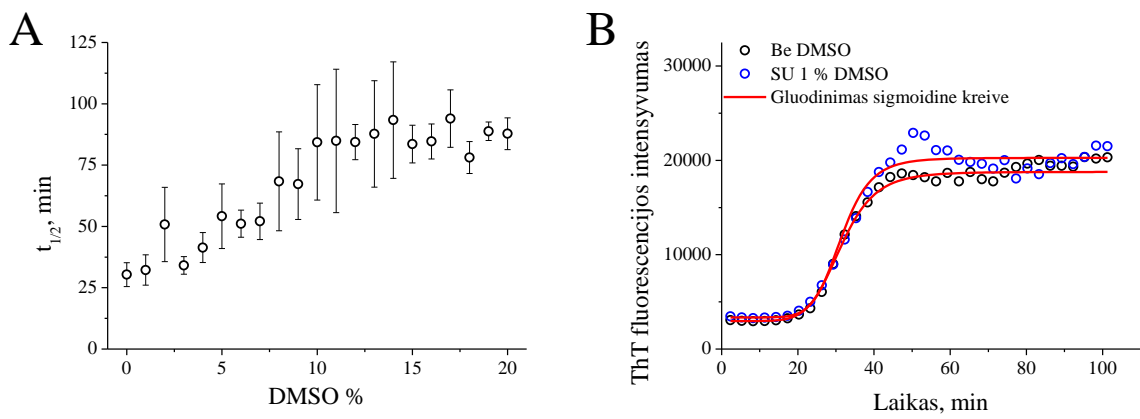 A
t1/2, min
125
100
75
50
25
0
0 5 10 15 20
DMSO %
B
ThT fluorescencijos intensyvumas
Be DMSO
SU 1 % DMSO
Gluodinimas sigmoidine kreive
30000
20000
10000
0
0 20 40 60 80 100
Laikas, min